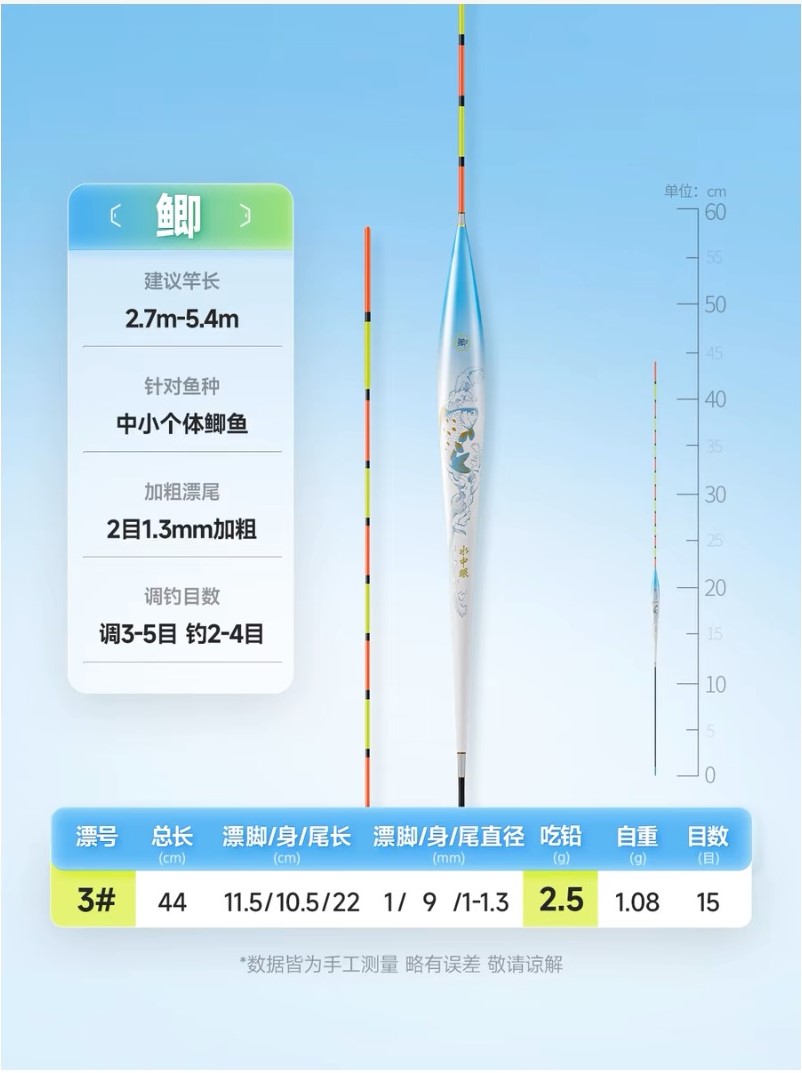 单位：cm
60
鲫
55
建议竿长
2.7m-5.4m
50
鲫
45
针对鱼种
中小个体鲫鱼
40
35
加粗漂尾
2目1.3mm加粗
30
25
水中眼
调钓目数
调3-5目 钓2-4目
20
15
10
5
0
漂号 总长 漂脚/身/尾长 漂脚/身/尾直径 吃铅 自重 目数
(cm) (cm) (mm) (g) (g) (目)
3# 44 11.5/10.5/22 1/ 9 /1-1.3 2.5 1.08 15
*数据皆为手工测量 略有误差 敬请谅解